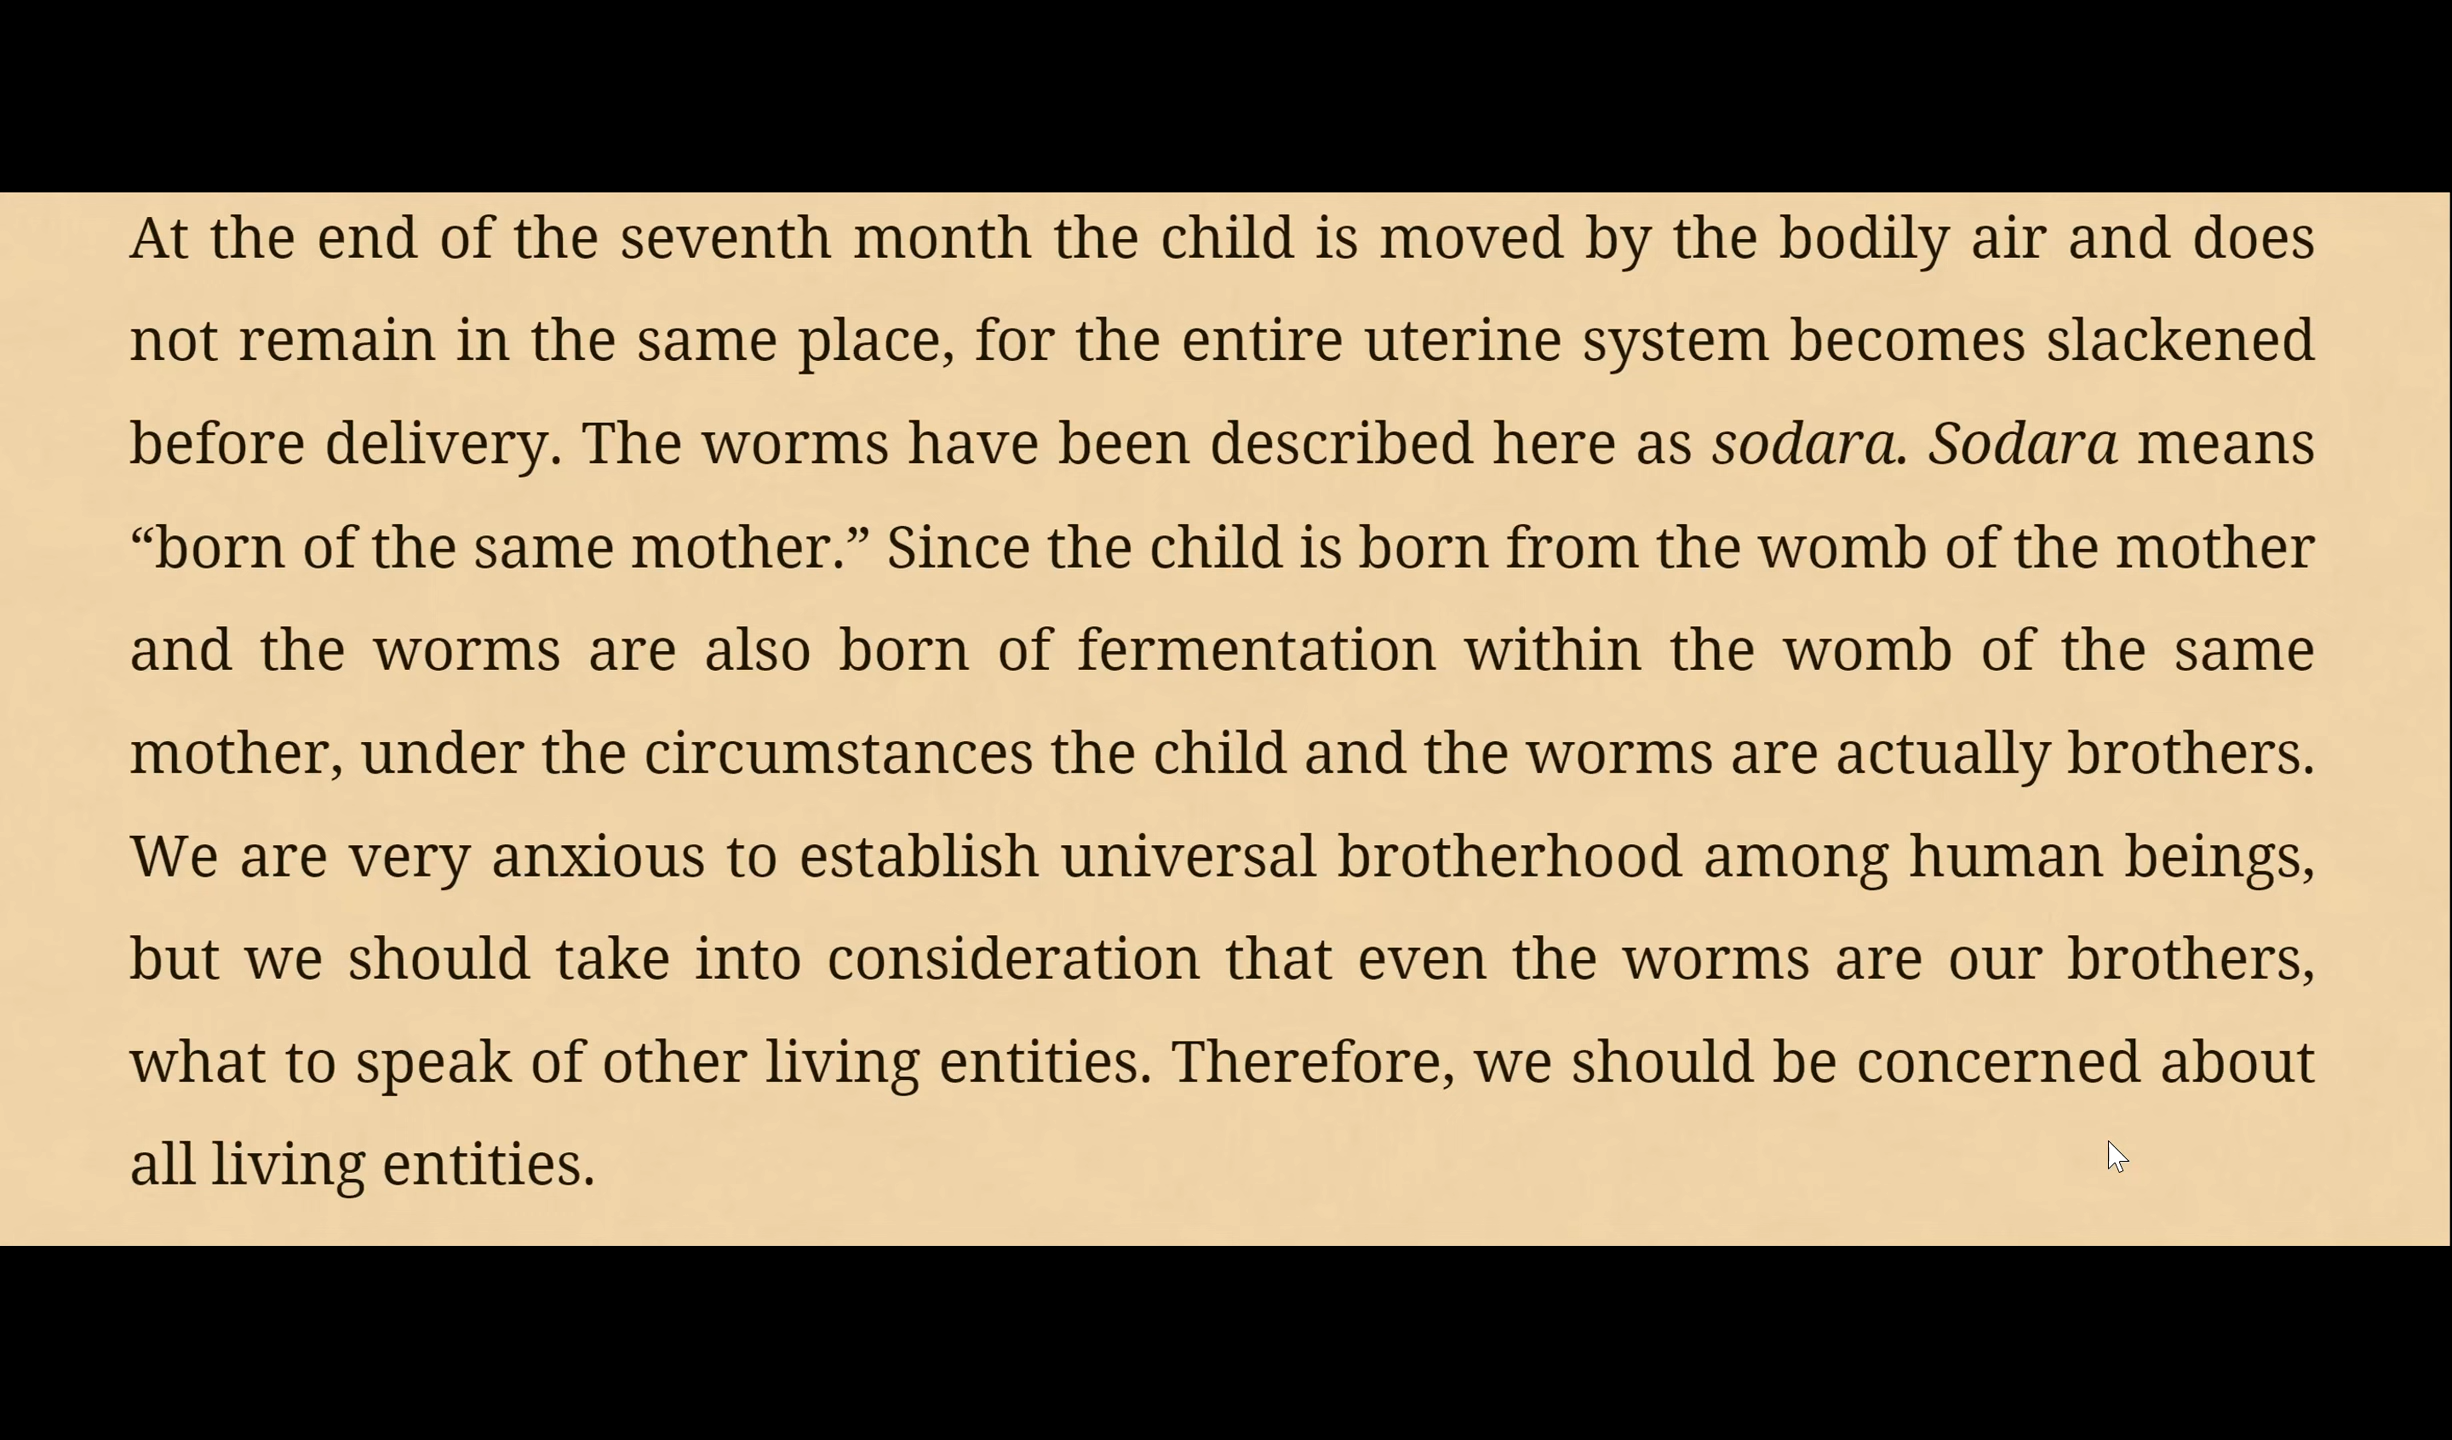 At the end of the seventh month the child is moved by the bodily air and does
not remain in the same place, for the entire uterine system becomes slackened
before delivery. The worms have been described here as sodara. Sodara means
“born of the same mother.” Since the child is born from the womb of the mother
and the worms are also born of fermentation within the womb of the same
mother, under the circumstances the child and the worms are actually brothers.
We are very anxious to establish universal brotherhood among human beings,
but we should take into consideration that even the worms are our brothers,
what to speak of other living entities. Therefore, we should be concerned about
all living entities.